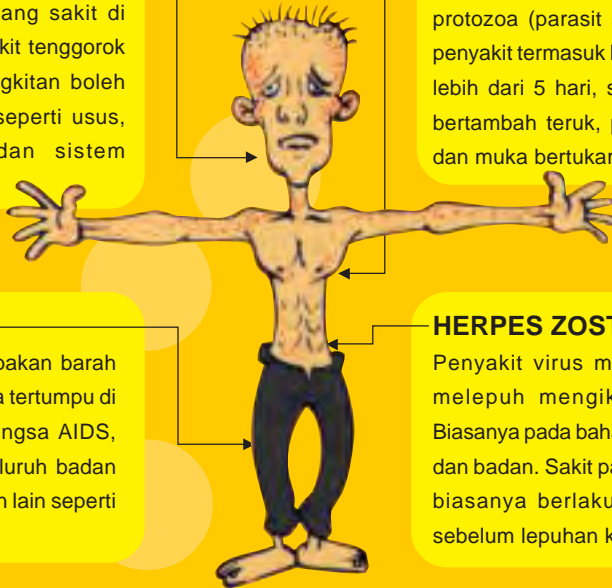 ang sakit di
kit tenggorok
gkitan boleh
seperti usus,
dan sistem
protozoa (parasit
penyakit termasuk
lebih dari 5 hari,
bertambah teruk,
dan muka bertukar
pakan barah
a tertumpu di
ngsa AIDS,
luruh badan
n lain seperti
HERPES ZOST
Penyakit virus m
melepuh mengik
Biasanya pada baha
dan badan. Sakit pa
biasanya berlaku
sebelum lepuhan k